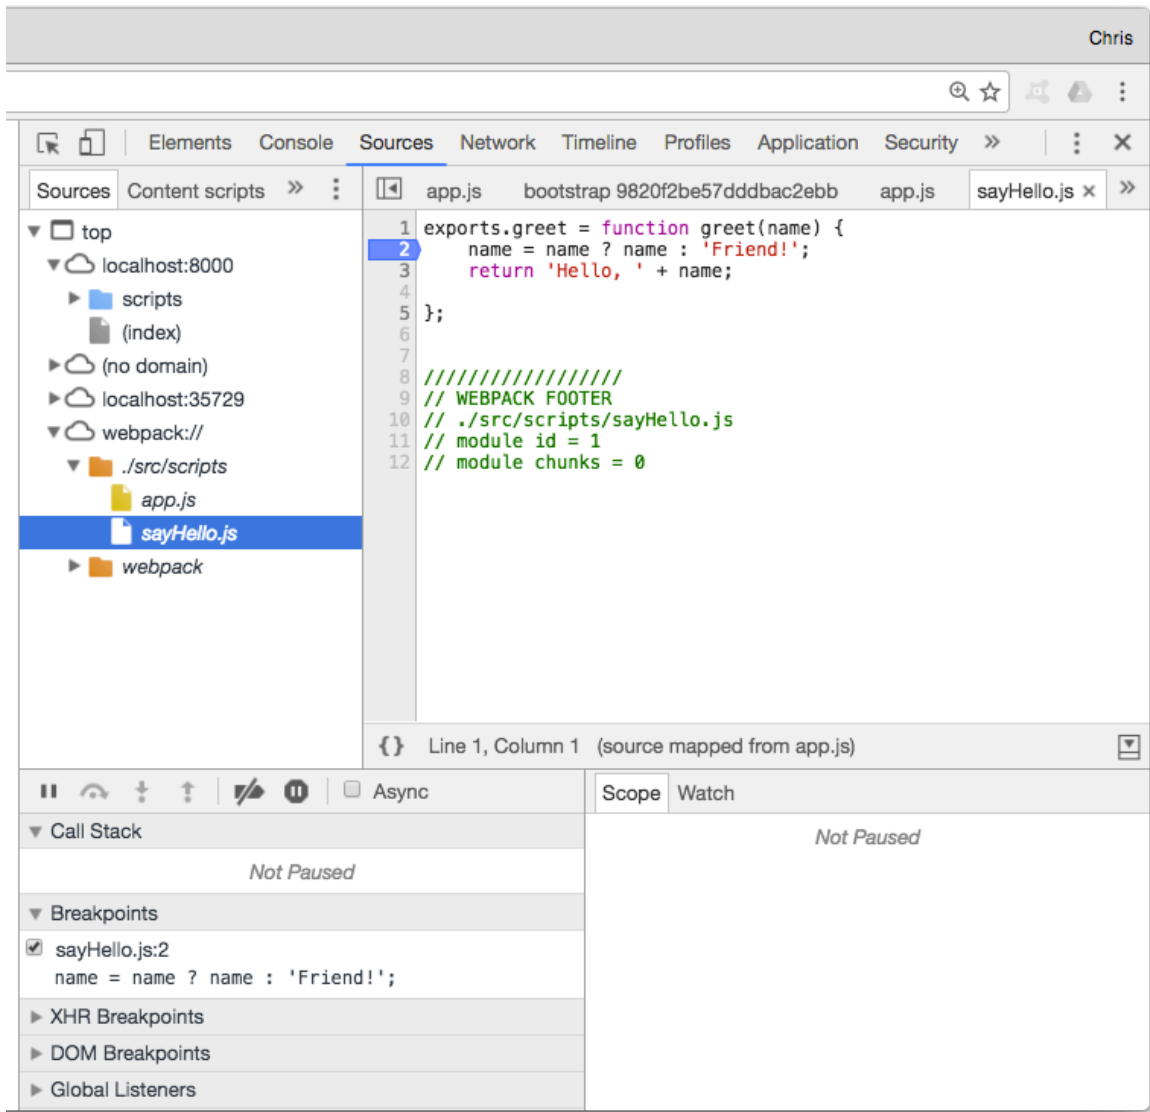 Chris
Elements Console Sources Network Timeline Profiles Application Security »
Sources Content scripts »
app.js bootstrap 9820f2be57dddbac2ebb app.js sayHello.js × »
top
localhost:8000
scripts
(index)
(no domain)
localhost:35729
webpack://
./src/scripts
app.js
sayHello.js
webpack
1 exports.greet = function greet(name) {
2 name = name ? name : 'Friend!';
3 return 'Hello, ' + name;
4
5 };
6
7
8 //////////////////
9 // WEBPACK FOOTER
10 // ./src/scripts/sayHello.js
11 // module id = 1
12 // module chunks = 0
{} Line 1, Column 1 (source mapped from app.js)
Async
Call Stack
Not Paused
Breakpoints
sayHello.js:2
name = name ? name : 'Friend!';
XHR Breakpoints
DOM Breakpoints
Global Listeners
Scope Watch
Not Paused